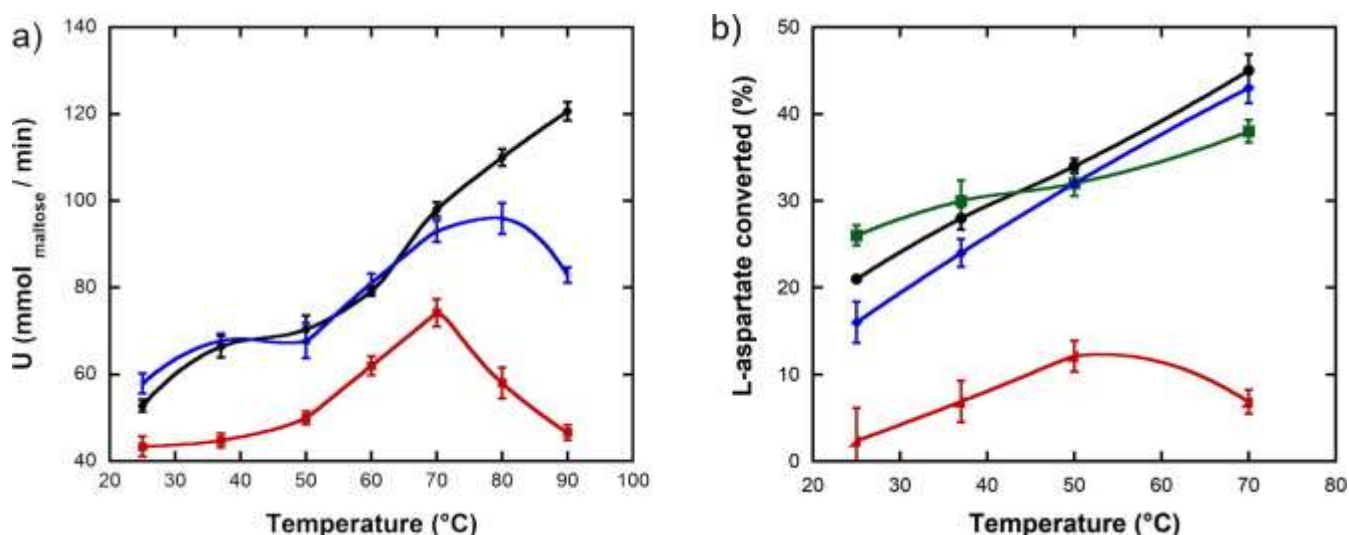 a)
140
120
100
80
60
40
20 30 40 50 60 70 80 90 100
Temperature (°C)
U (mmol maltose / min)
b)
50
40
30
20
10
0
20 30 40 50 60 70 80
Temperature (°C)
L-aspartate converted (%)